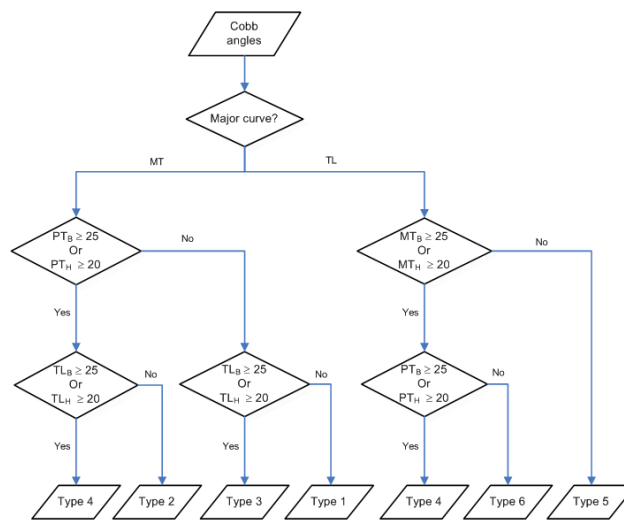 Cobb
angles
Major curve?
MT
TL
PT_B ≥ 25
Or
PT_H ≥ 20
No
MT_B ≥ 25
Or
MT_H ≥ 20
No
Yes
Yes
TL_B ≥ 25
Or
TL_H ≥ 20
No
TL_B ≥ 25
Or
TL_H ≥ 20
No
PT_B ≥ 25
Or
PT_H ≥ 20
No
Yes
Yes
Yes
Type 4
Type 2
Type 3
Type 1
Type 4
Type 6
Type 5